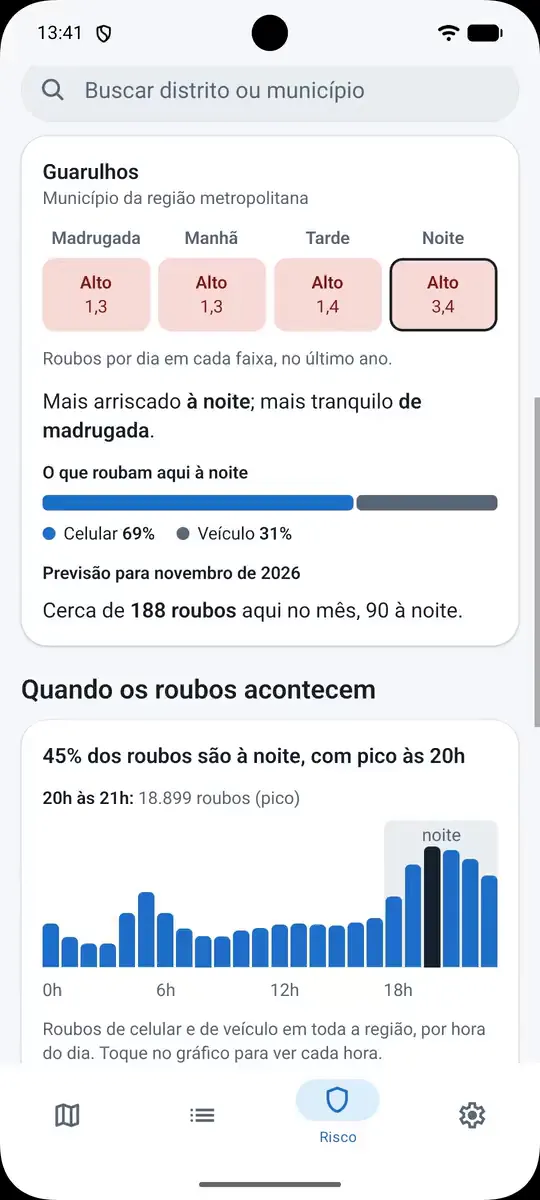 13:41
Buscar distrito ou município
Guarulhos
Município da região metropolitana
Madrugada Manhã Tarde Noite
Alto Alto Alto Alto
1,3 1,3 1,4 3,4
Roubos por dia em cada faixa, no último ano.
Mais arriscado à noite; mais tranquilo de
madrugada.
O que roubam aqui à noite
Celular 69% Veículo 31%
Previsão para novembro de 2026
Cerca de 188 roubos aqui no mês, 90 à noite.
Quando os roubos acontecem
45% dos roubos são à noite, com pico às 20h
20h às 21h: 18.899 roubos (pico)
noite
0h 6h 12h 18h
Roubos de celular e de veículo em toda a região, por hora
do dia. Toque no gráfico para ver cada hora.
Risco